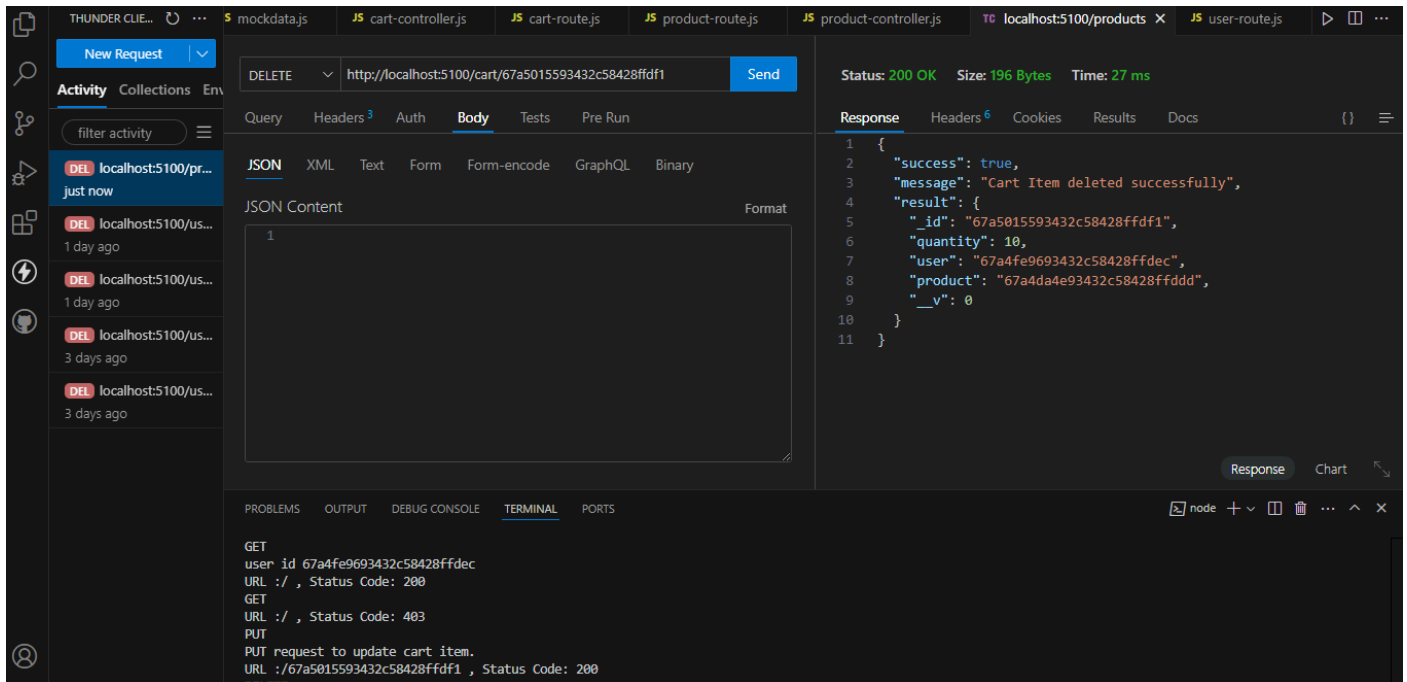 THUNDER CLIE... ···
S mockdata.js JS cart-controller.js JS cart-route.js JS product-route.js JS product-controller.js TC localhost:5100/products JS user-route.js ···
New Request
Activity Collections Env
filter activity
DEL localhost:5100/pr...
just now
DEL localhost:5100/us...
1 day ago
DEL localhost:5100/us...
1 day ago
DEL localhost:5100/us...
3 days ago
DEL localhost:5100/us...
3 days ago
DELETE http://localhost:5100/cart/67a5015593432c58428ffdf1 Send
Query Headers 3 Auth Body Tests Pre Run
JSON XML Text Form Form-encode GraphQL Binary
JSON Content Format
1
Status: 200 OK Size: 196 Bytes Time: 27 ms
Response Headers 6 Cookies Results Docs {}
1 {
2 "success": true,
3 "message": "Cart Item deleted successfully",
4 "result": {
5 "_id": "67a5015593432c58428ffdf1",
6 "quantity": 10,
7 "user": "67a4fe9693432c58428ffdec",
8 "product": "67a4da4e93432c58428ffddd",
9 "__v": 0
10 }
11 }
Response Chart
PROBLEMS OUTPUT DEBUG CONSOLE TERMINAL PORTS node ···
GET
user id 67a4fe9693432c58428ffdec
URL :/ , Status Code: 200
GET
URL :/ , Status Code: 403
PUT
PUT request to update cart item.
URL :/67a5015593432c58428ffdf1 , Status Code: 200